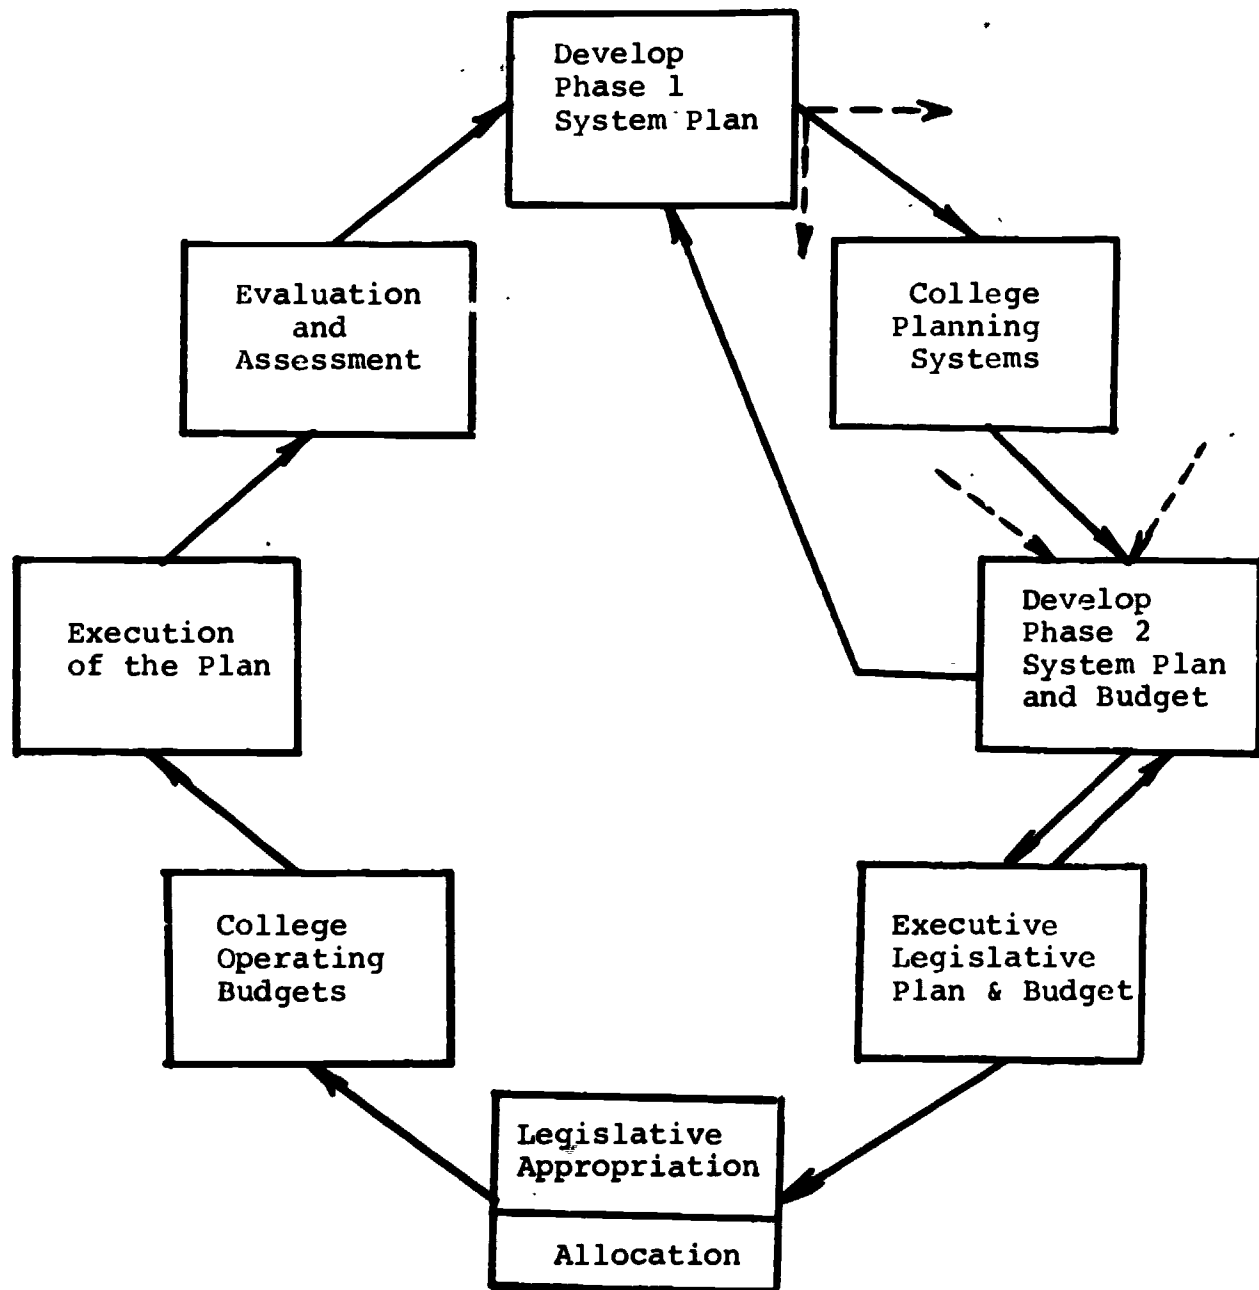 Develop
Phase 1
System Plan
College
Planning
Systems
Develop
Phase 2
System Plan
and Budget
Executive
Legislative
Plan & Budget
Legislative
Appropriation
Allocation
College
Operating
Budgets
Execution
of the Plan
Evaluation
and
Assessment